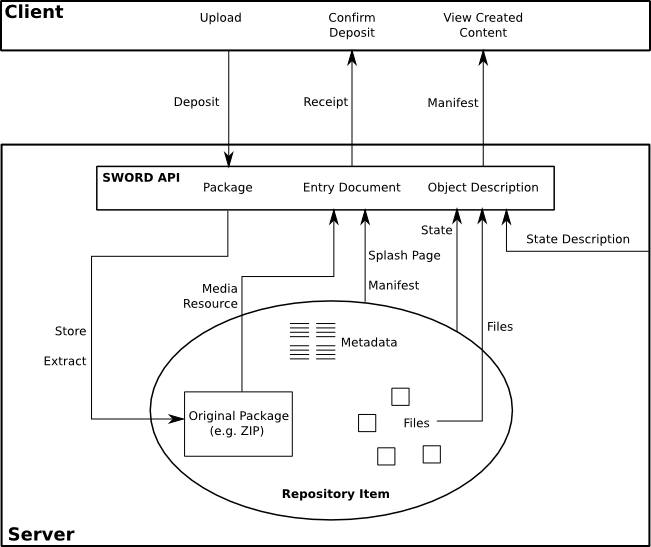 Client
Upload
Confirm
Deposit
View Created
Content
Deposit
Receipt
Manifest
SWORD API
Package
Entry Document
Object Description
State
State Description
Splash Page
Manifest
Media
Resource
Store
Extract
Files
Metadata
Original Package
(e.g. ZIP)
Files
Repository Item
Server